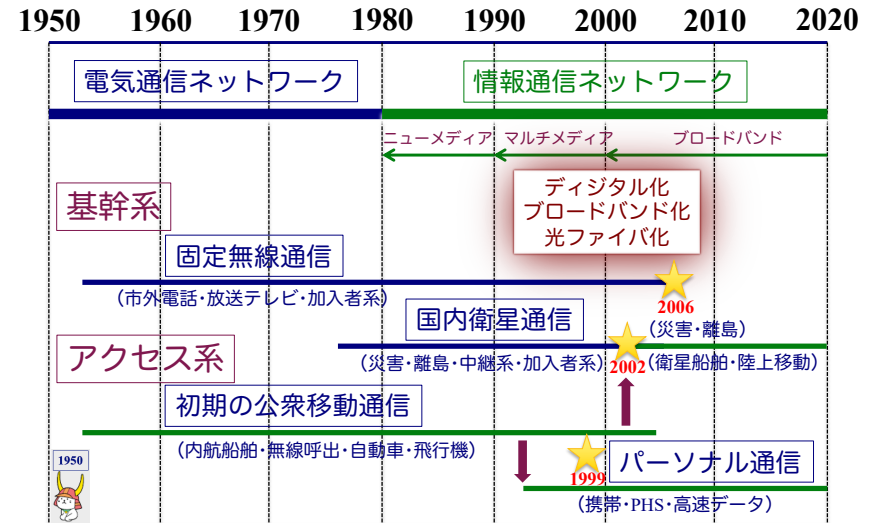 1950 1960 1970 1980 1990 2000 2010 2020
電気通信ネットワーク
情報通信ネットワーク
ニューメディア
マルチメディア
ブロードバンド
ディジタル化
ブロードバンド化
光ファイバ化
基幹系
固定無線通信
(市外電話・放送テレビ・加入者系)
2006
(災害・離島)
国内衛星通信
アクセス系
(災害・離島・中継系・加入者系)
2002
(衛星船舶・陸上移動)
初期の公衆移動通信
(内航船舶・無線呼出・自動車・飛行機)
1950
1999
パーソナル通信
(携帯・PHS・高速データ)